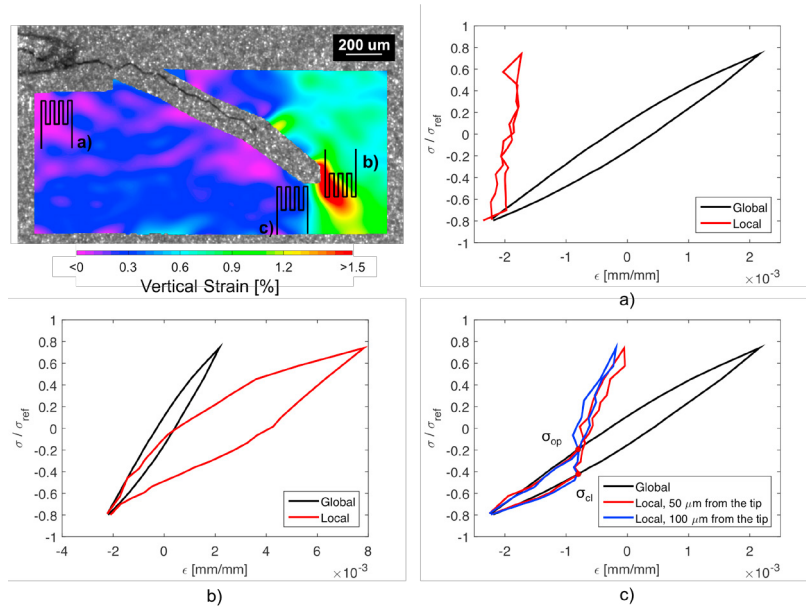 200 um
a)
b)
c)
<0 0.3 0.6 0.9 1.2 >1.5
Vertical Strain [%]
1
0.8
0.6
0.4
0.2
0
-0.2
-0.4
-0.6
-0.8
-1
σ / σref
Global
Local
-2 -1 0 1 2
ϵ [mm/mm] ×10⁻³
a)
1
0.8
0.6
0.4
0.2
0
-0.2
-0.4
-0.6
-0.8
-1
σ / σref
Global
Local
-4 -2 0 2 4 6 8
ϵ [mm/mm] ×10⁻³
b)
1
0.8
0.6
0.4
0.2
0
-0.2
-0.4
-0.6
-0.8
-1
σ / σref
σop
σcl
Global
Local, 50 μm from the tip
Local, 100 μm from the tip
-2 -1 0 1 2
ϵ [mm/mm] ×10⁻³
c)